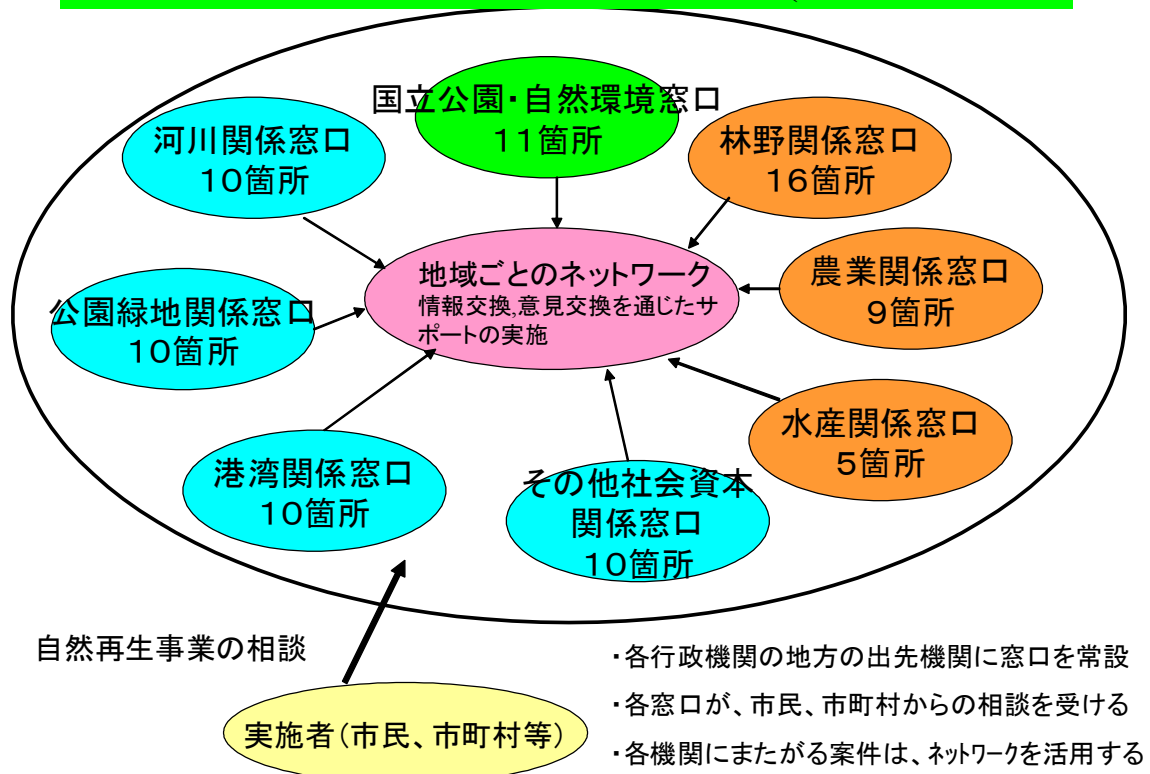 国立公園・自然環境窓口
11箇所
河川関係窓口
10箇所
林野関係窓口
16箇所
地域ごとのネットワーク
情報交換,意見交換を通じたサ
ポートの実施
農業関係窓口
9箇所
公園緑地関係窓口
10箇所
水産関係窓口
5箇所
港湾関係窓口
10箇所
その他社会資本
関係窓口
10箇所
自然再生事業の相談
実施者(市民、市町村等)
・各行政機関の地方の出先機関に窓口を常設
・各窓口が、市民、市町村からの相談を受ける
・各機関にまたがる案件は、ネットワークを活用する